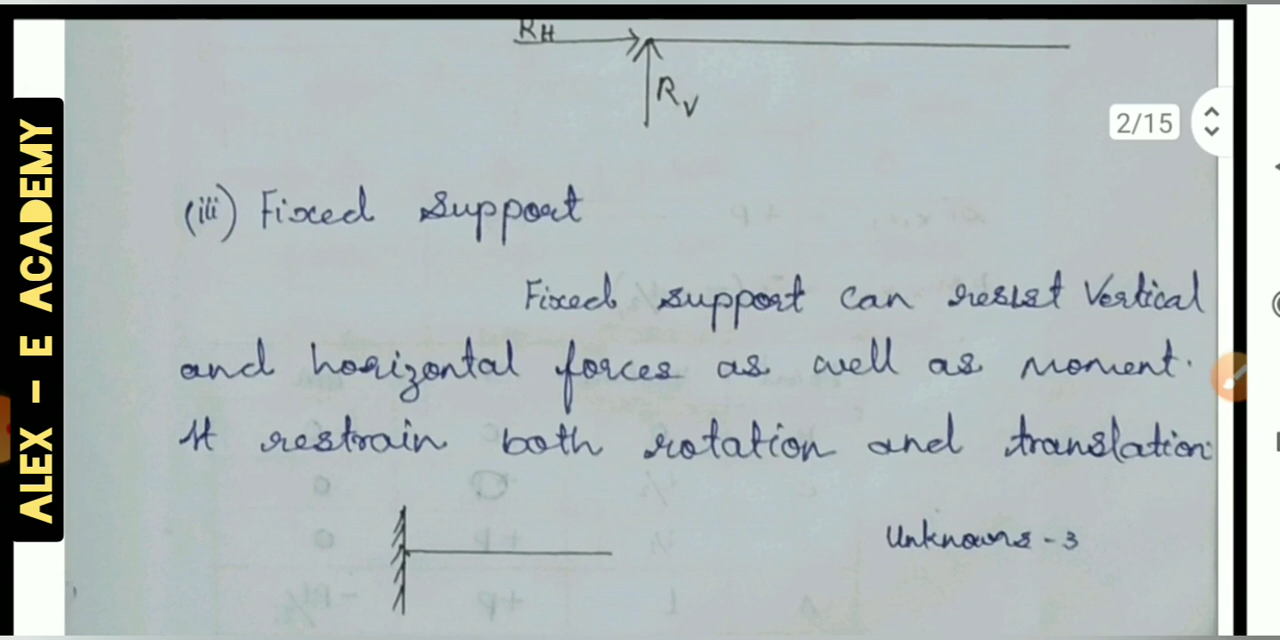 RH
RV
2/15
(iii) Fixed Support
Fixed support can resist Vertical
and horizontal forces as well as moment.
It restrain both rotation and translation.
Unknowns - 3
ALEX – E ACADEMY